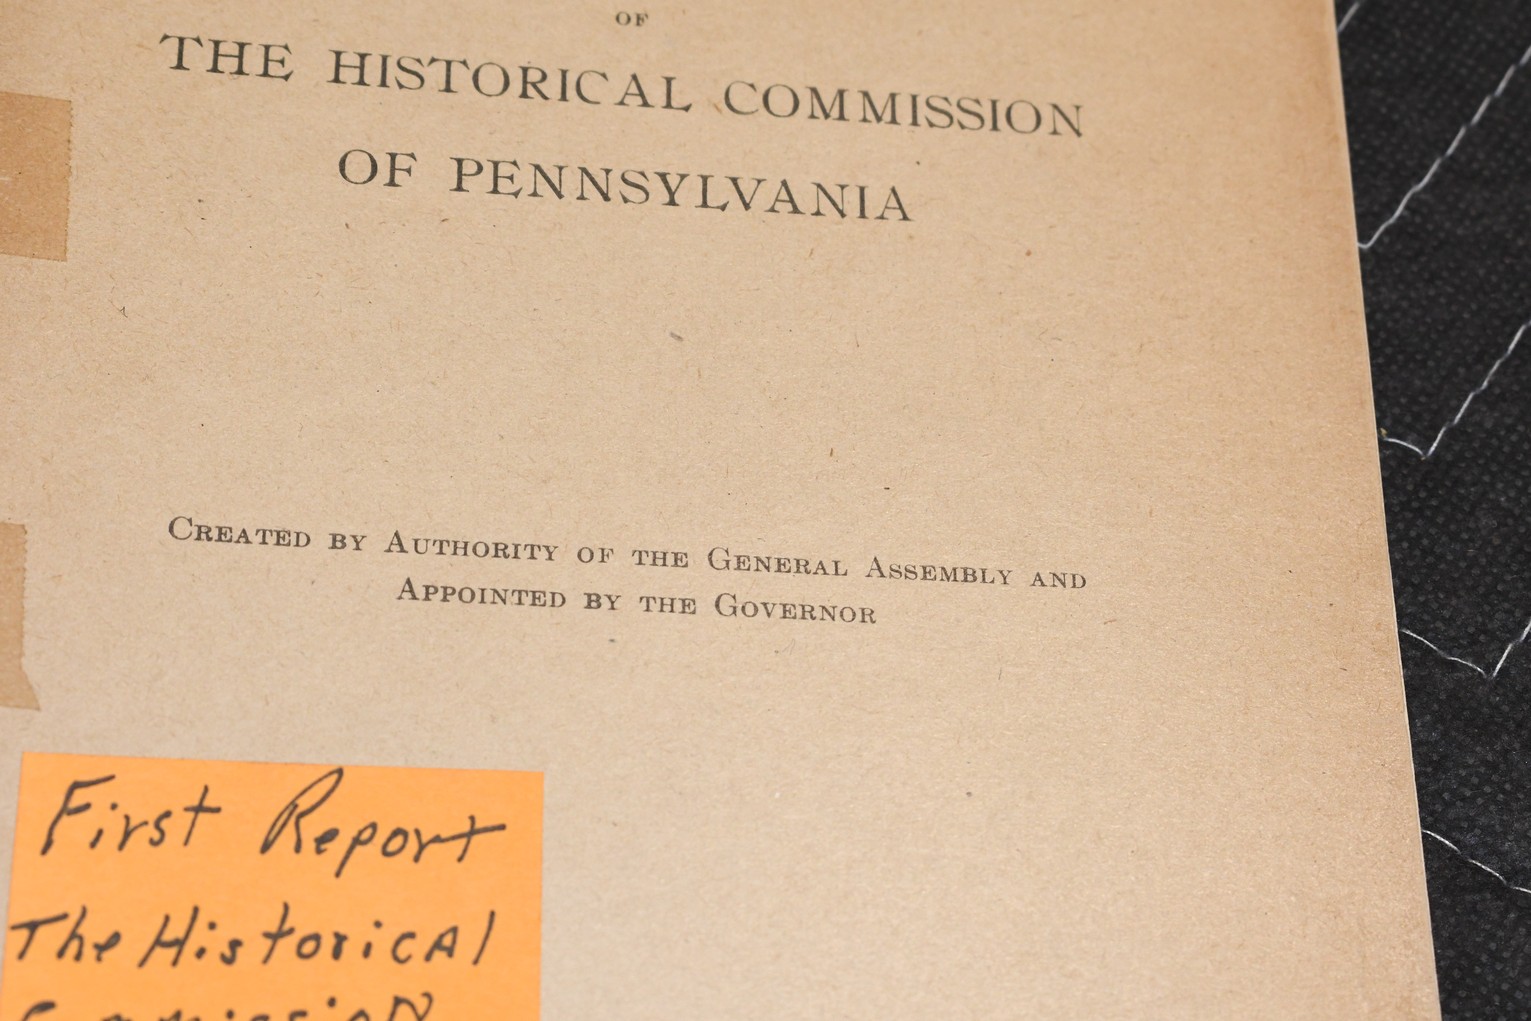 OF
THE HISTORICAL COMMISSION
OF PENNSYLVANIA
CREATED BY AUTHORITY OF THE GENERAL ASSEMBLY AND
APPOINTED BY THE GOVERNOR
First Report
The Historical
Commission